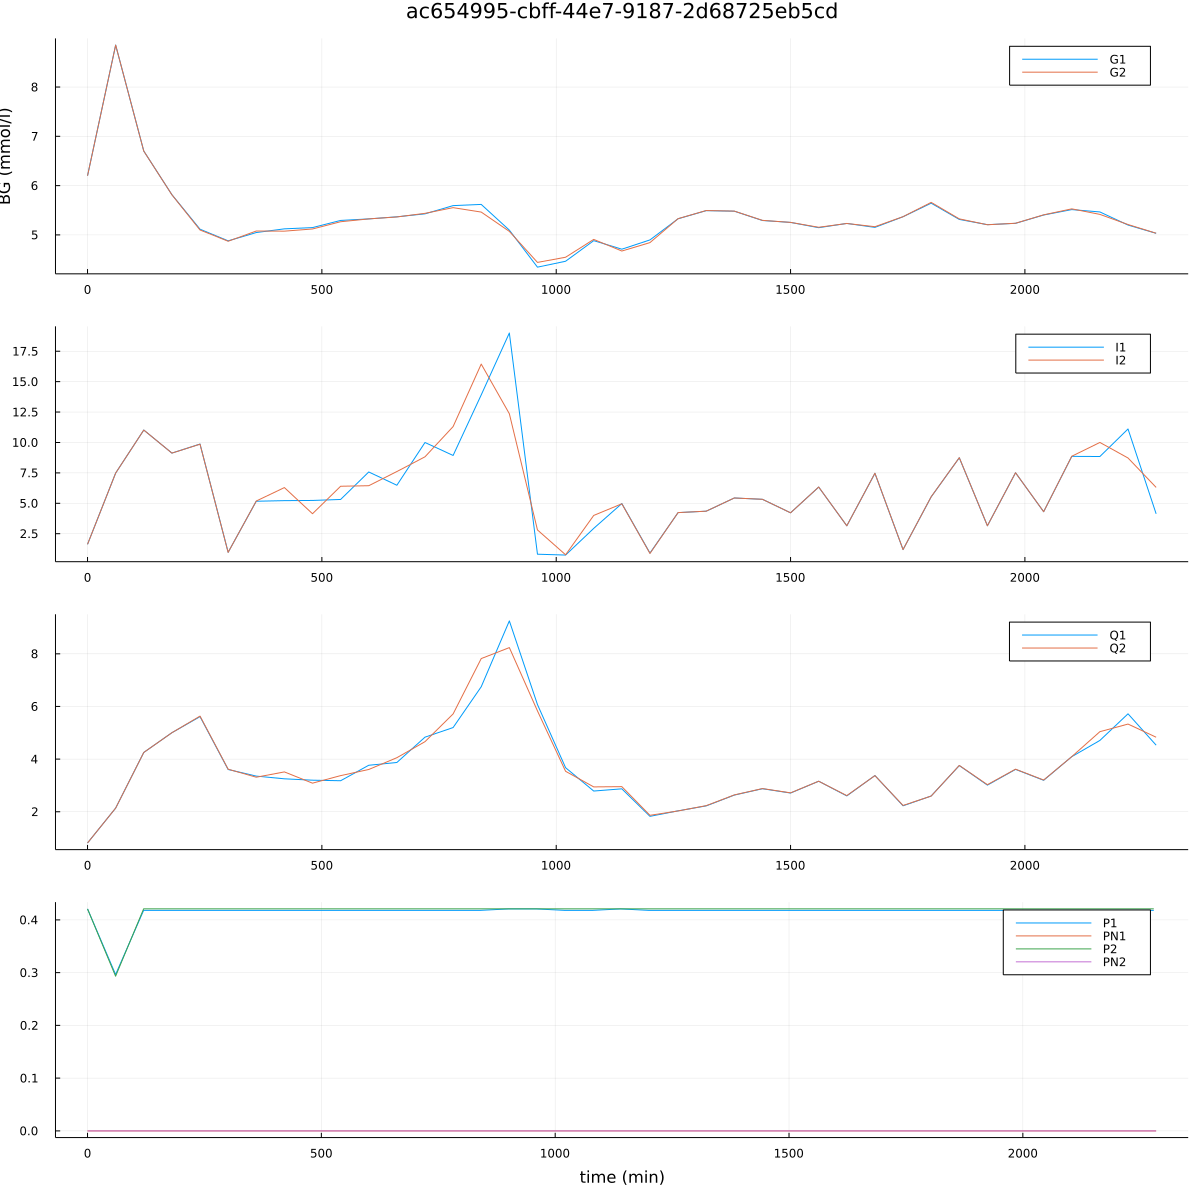 ac654995-cbff-44e7-9187-2d68725eb5cd
BG (mmol/l)
8
7
6
5
0 500 1000 1500 2000
G1
G2
17.5
15.0
12.5
10.0
7.5
5.0
2.5
0 500 1000 1500 2000
I1
I2
8
6
4
2
0 500 1000 1500 2000
Q1
Q2
0.4
0.3
0.2
0.1
0.0
0 500 1000 1500 2000
P1
PN1
P2
PN2
time (min)